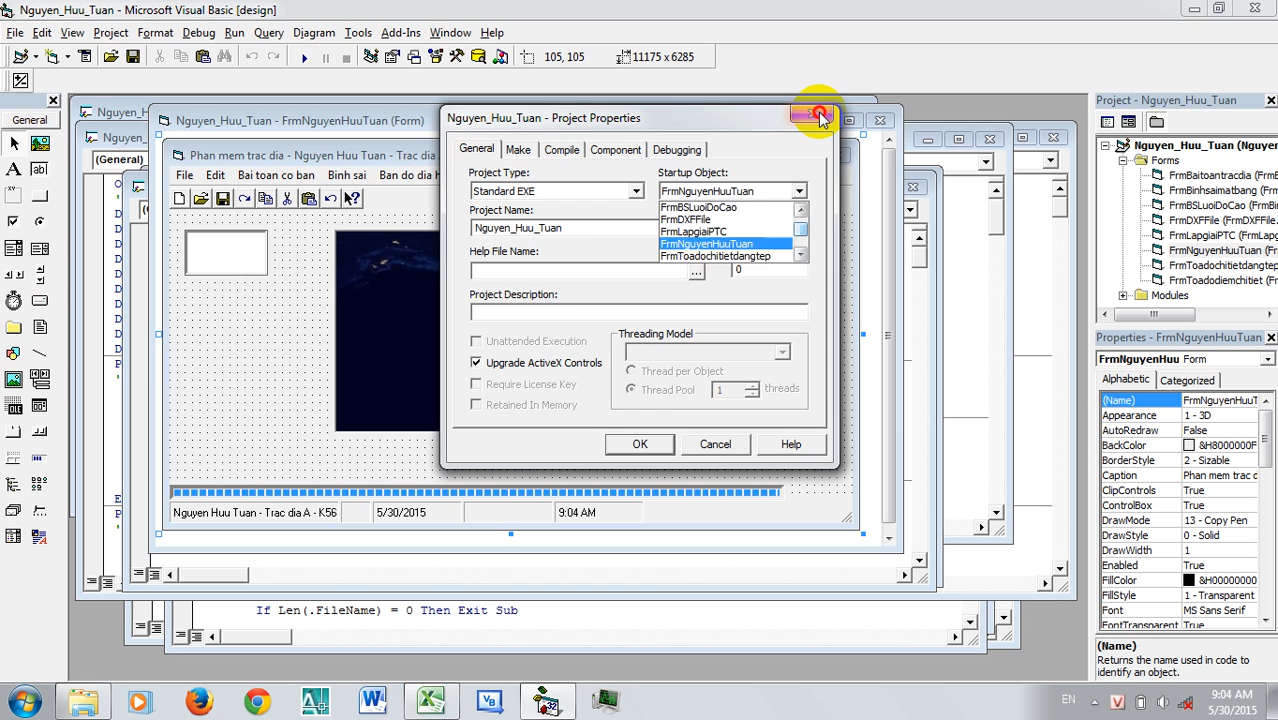 Nguyen_Huu_Tuan - Microsoft Visual Basic [design]
File Edit View Project Format Debug Run Query Diagram Tools Add-Ins Window Help
105, 105
11175 x 6285
General
FrmNguyenHuuTuan (Form)
Phan mem trac dia - Nguyen Huu Tuan - Trac dia
File Edit Bai toan co ban Binh sai Ban do dia h
(General)
Nguyen Huu Tuan - Trac dia A - K56
5/30/2015
9:04 AM
If Len(.FileName) = 0 Then Exit Sub
Nguyen_Huu_Tuan - Project Properties
General Make Compile Component Debugging
Project Type:
Standard EXE
Startup Object:
FrmNguyenHuuTuan
FrmBSLuoiDoCao
FrmDXFFile
FrmLapgiaiPTC
FrmNguyenHuuTuan
FrmToadochitietdangtep
Project Name:
Nguyen_Huu_Tuan
Help File Name:
...
0
Project Description:
Unattended Execution
Upgrade ActiveX Controls
Require License Key
Retained In Memory
Threading Model
Thread per Object
Thread Pool 1 threads
OK Cancel Help
Project - Nguyen_Huu_Tuan
Nguyen_Huu_Tuan (Nguyen
Forms
FrmBaitoantracdia (F
FrmBinhsaimatbang (
FrmDXFFile (
FrmLapgiaiPTC (
FrmNguyenHuuTuan (
FrmToadochitietdang
FrmToadodiemchitiet (
Modules
Properties - FrmNguyenHuuTuan
FrmNguyenHuu Form
Alphabetic Categorized
(Name) FrmNguyenHuuT
Appearance 1 - 3D
AutoRedraw False
BackColor &H8000000F
BorderStyle 2 - Sizable
Caption Phan mem trac d
ClipControls True
ControlBox True
DrawMode 13 - Copy Pen
DrawStyle 0 - Solid
DrawWidth 1
Enabled True
FillColor &H00000000
FillStyle 1 - Transparent
Font MS Sans Serif
FontTransparent True
(Name)
Returns the name used in code to
identify an object.
EN
9:04 AM
5/30/2015